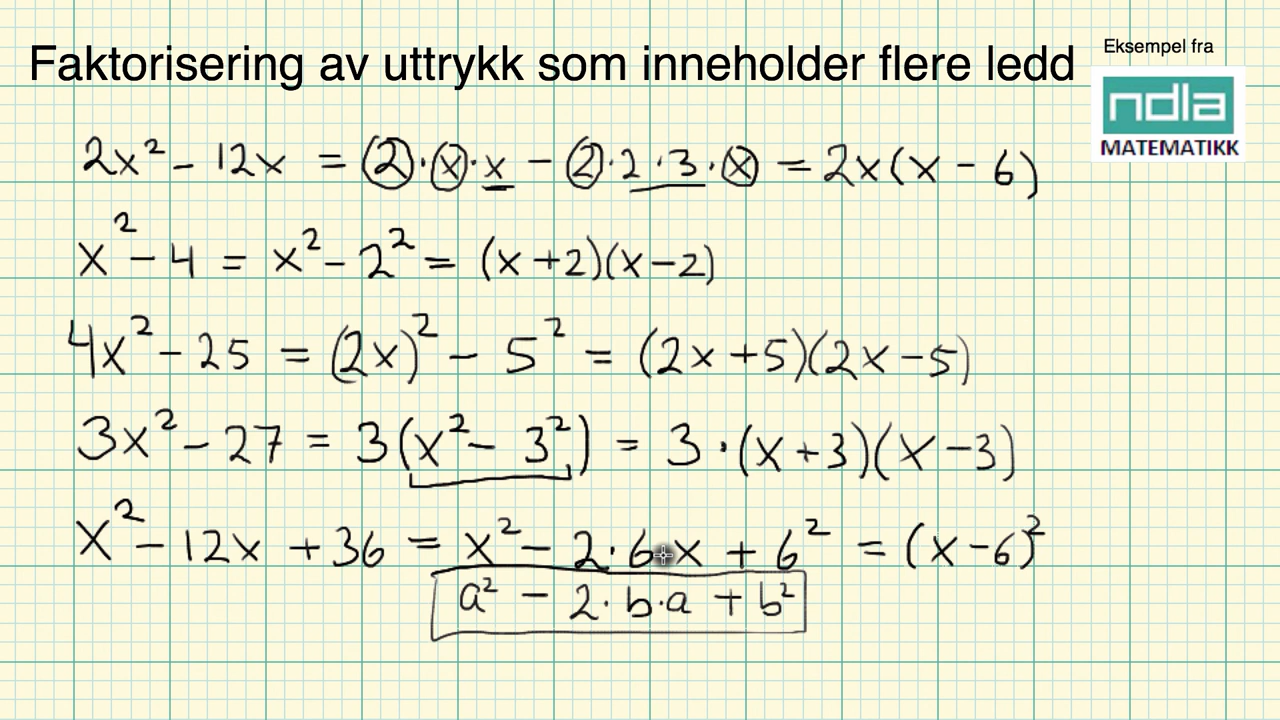 Faktorisering av uttrykk som inneholder flere ledd
Eksempel fra
ndla
MATEMATIKK
2x² - 12x = 2·x·x - 2·2·3·x = 2x(x - 6)
x² - 4 = x² - 2² = (x + 2)(x - 2)
4x² - 25 = (2x)² - 5² = (2x + 5)(2x - 5)
3x² - 27 = 3(x² - 3²) = 3·(x + 3)(x - 3)
x² - 12x + 36 = x² - 2·6·x + 6² = (x - 6)²
a² - 2·b·a + b²